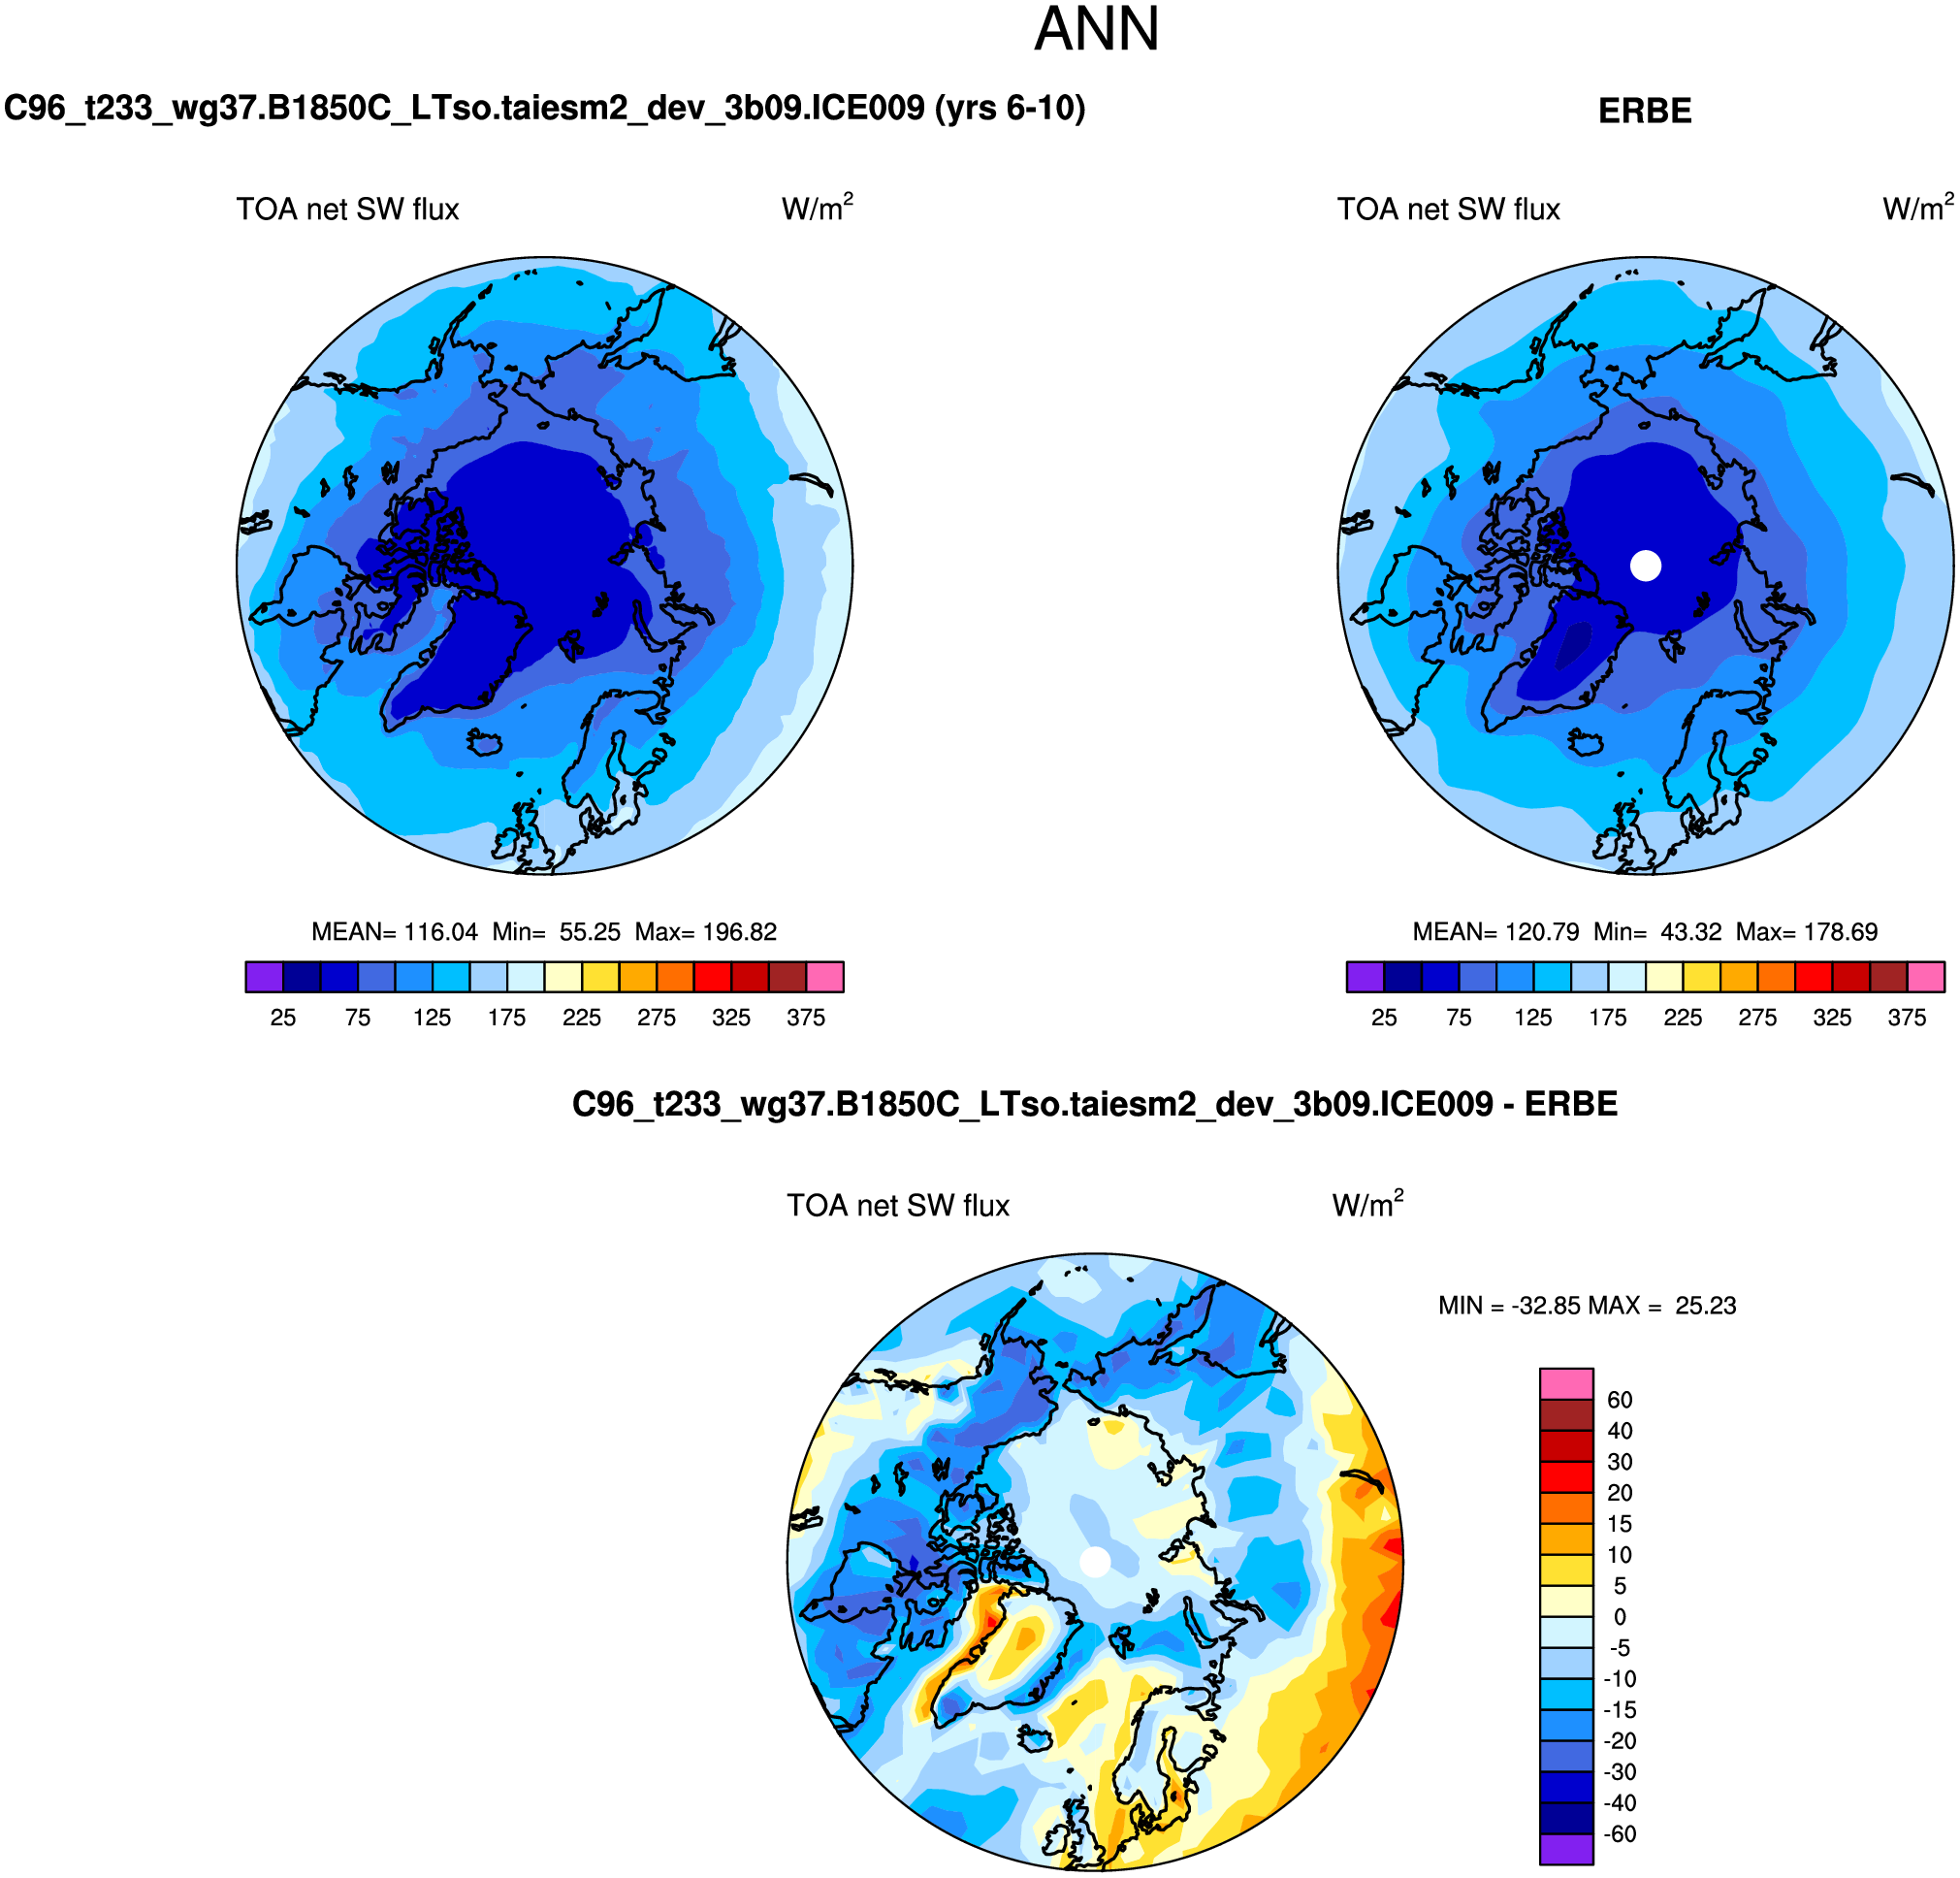 ANN
C96_t233_wg37.B1850C_LTso.taiesm2_dev_3b09.ICE009 (yrs 6-10)
ERBE
TOA net SW flux W/m²
TOA net SW flux W/m²
MEAN= 116.04 Min= 55.25 Max= 196.82
MEAN= 120.79 Min= 43.32 Max= 178.69
25 75 125 175 225 275 325 375
25 75 125 175 225 275 325 375
C96_t233_wg37.B1850C_LTso.taiesm2_dev_3b09.ICE009 - ERBE
TOA net SW flux W/m²
MIN = -32.85 MAX = 25.23
60
40
30
20
15
10
5
0
-5
-10
-15
-20
-30
-40
-60